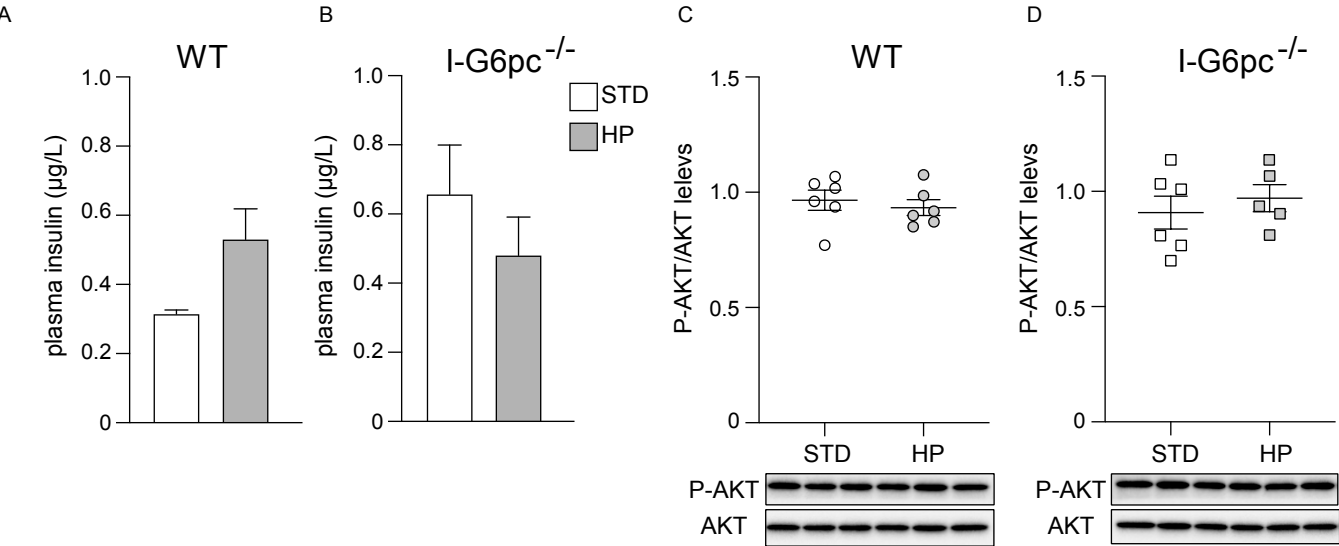 A
WT
1.0
0.8
0.6
0.4
0.2
0
plasma insulin (µg/L)
B
I-G6pc-/-
1.0
0.8
0.6
0.4
0.2
0
plasma insulin (µg/L)
STD
HP
C
WT
1.5
1.0
0.5
0
P-AKT/AKT lelevs
STD
HP
P-AKT
AKT
D
I-G6pc-/-
1.5
1.0
0.5
0
P-AKT/AKT lelevs
STD
HP
P-AKT
AKT